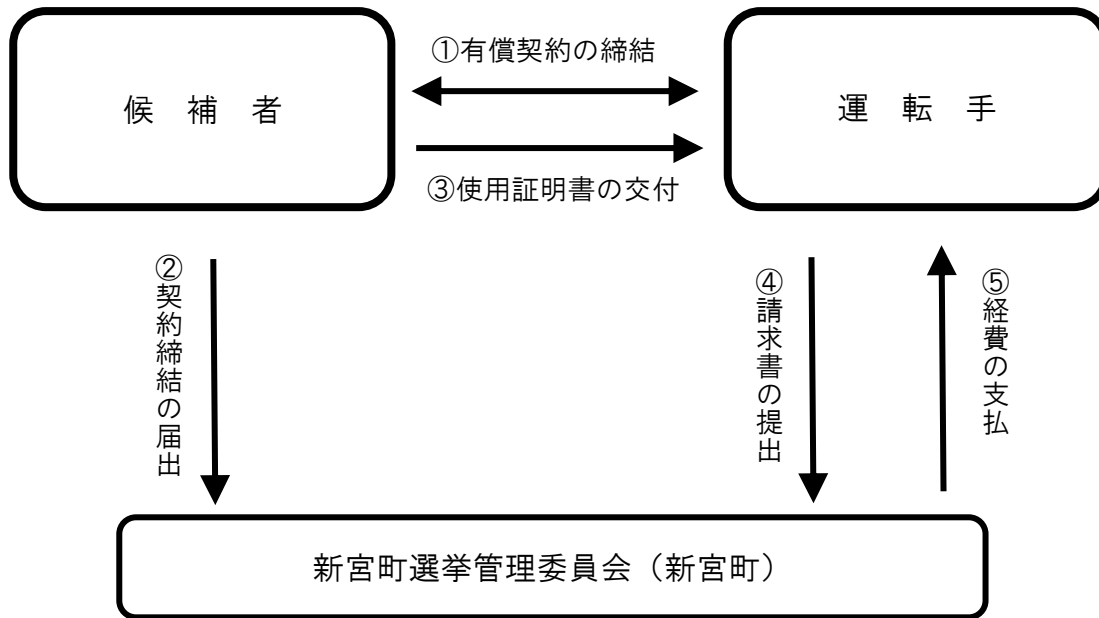 ①有償契約の締結
候　補　者
運　転　手
③使用証明書の交付
②契約締結の届出
④請求書の提出
⑤経費の支払
新宮町選挙管理委員会（新宮町）